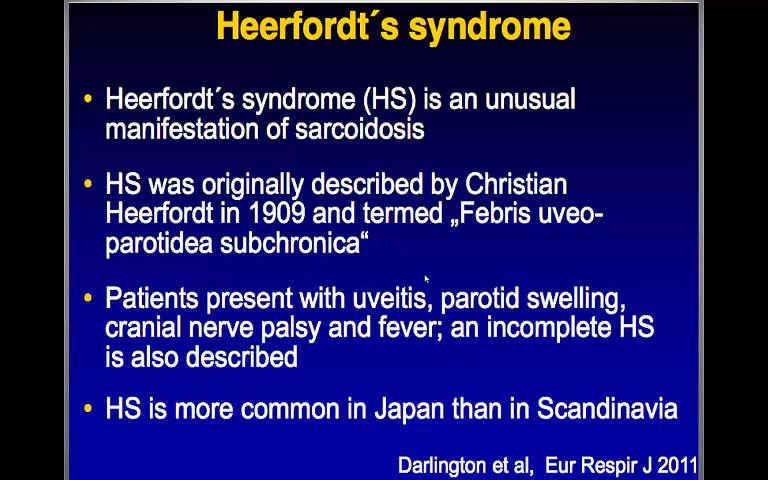 Heerfordt´s syndrome
• Heerfordt´s syndrome (HS) is an unusual
manifestation of sarcoidosis
• HS was originally described by Christian
Heerfordt in 1909 and termed „Febris uveo-
parotidea subchronica“
• Patients present with uveitis, parotid swelling,
cranial nerve palsy and fever; an incomplete HS
is also described
• HS is more common in Japan than in Scandinavia
Darlington et al, Eur Respir J 2011